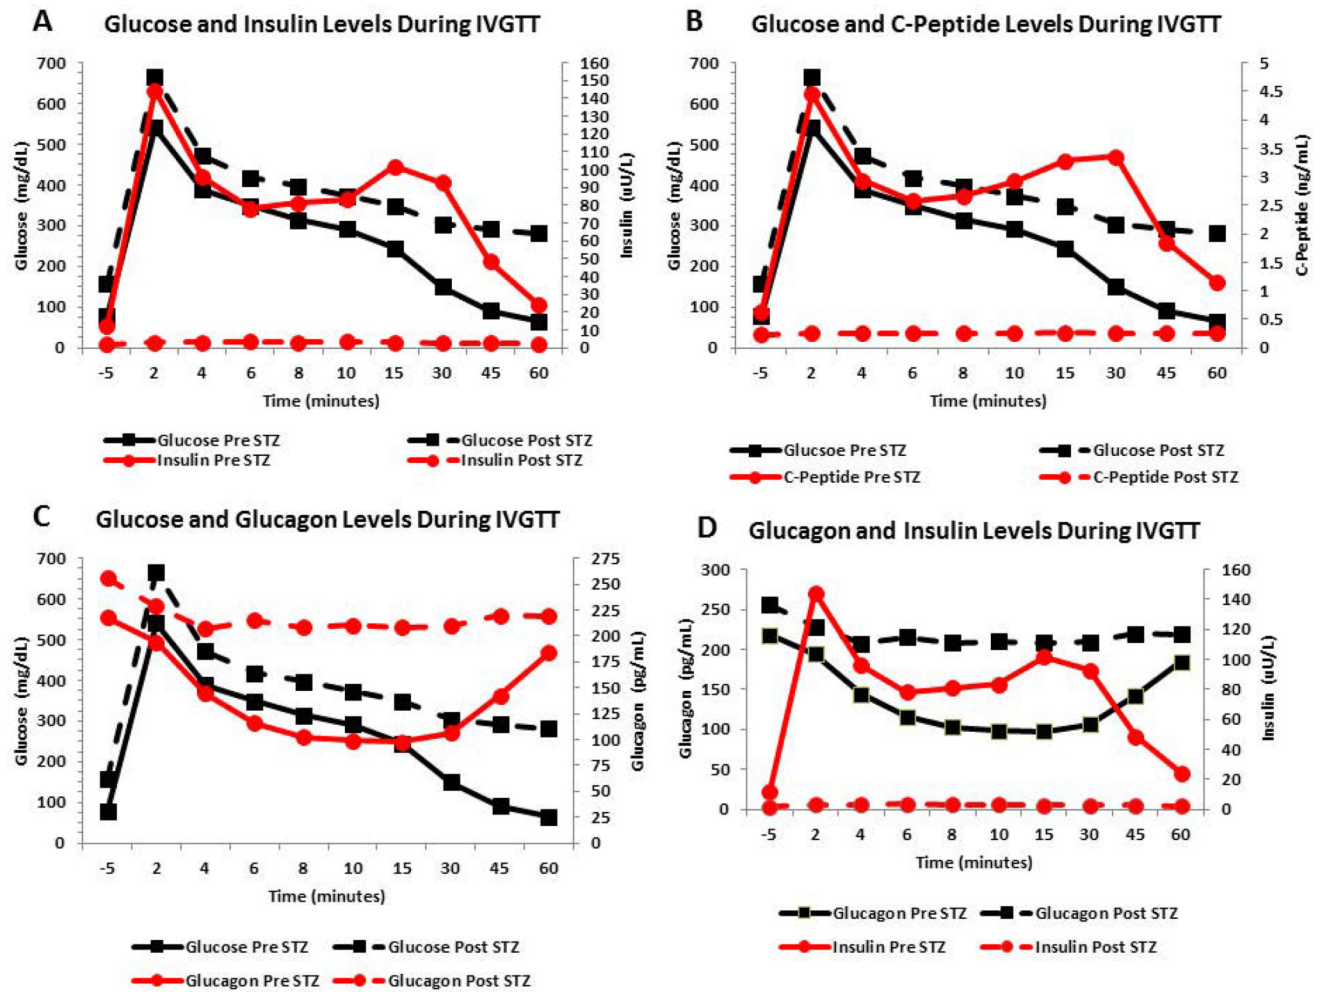 A
Glucose and Insulin Levels During IVGTT
700
600
500
400
300
200
100
0
Glucose (mg/dL)
160
150
140
130
120
110
100
90
80
70
60
50
40
30
20
10
0
Insulin (uU/L)
-5 2 4 6 8 10 15 30 45 60
Time (minutes)
Glucose Pre STZ Glucose Post STZ
Insulin Pre STZ Insulin Post STZ
B
Glucose and C-Peptide Levels During IVGTT
700
600
500
400
300
200
100
0
Glucose (mg/dL)
5
4.5
4
3.5
3
2.5
2
1.5
1
0.5
0
C-Peptide (ng/mL)
-5 2 4 6 8 10 15 30 45 60
Time (minutes)
Glucsoe Pre STZ Glucose Post STZ
C-Peptide Pre STZ C-Peptide Post STZ
C
Glucose and Glucagon Levels During IVGTT
700
600
500
400
300
200
100
0
Glucose (mg/dL)
275
250
225
200
175
150
125
100
75
50
25
0
Glucagon (pg/mL)
-5 2 4 6 8 10 15 30 45 60
Time (minutes)
Glucose Pre STZ Glucose Post STZ
Glucagon Pre STZ Glucagon Post STZ
D
Glucagon and Insulin Levels During IVGTT
300
250
200
150
100
50
0
Glucagon (pg/mL)
160
140
120
100
80
60
40
20
0
Insulin (uU/L)
-5 2 4 6 8 10 15 30 45 60
Time (minutes)
Glucagon Pre STZ Glucagon Post STZ
Insulin Pre STZ Insulin Post STZ